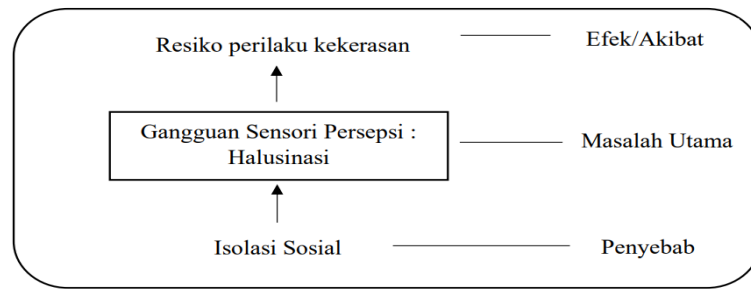 Resiko perilaku kekerasan
Efek/Akibat
Gangguan Sensori Persepsi :
Halusinasi
Masalah Utama
Isolasi Sosial
Penyebab